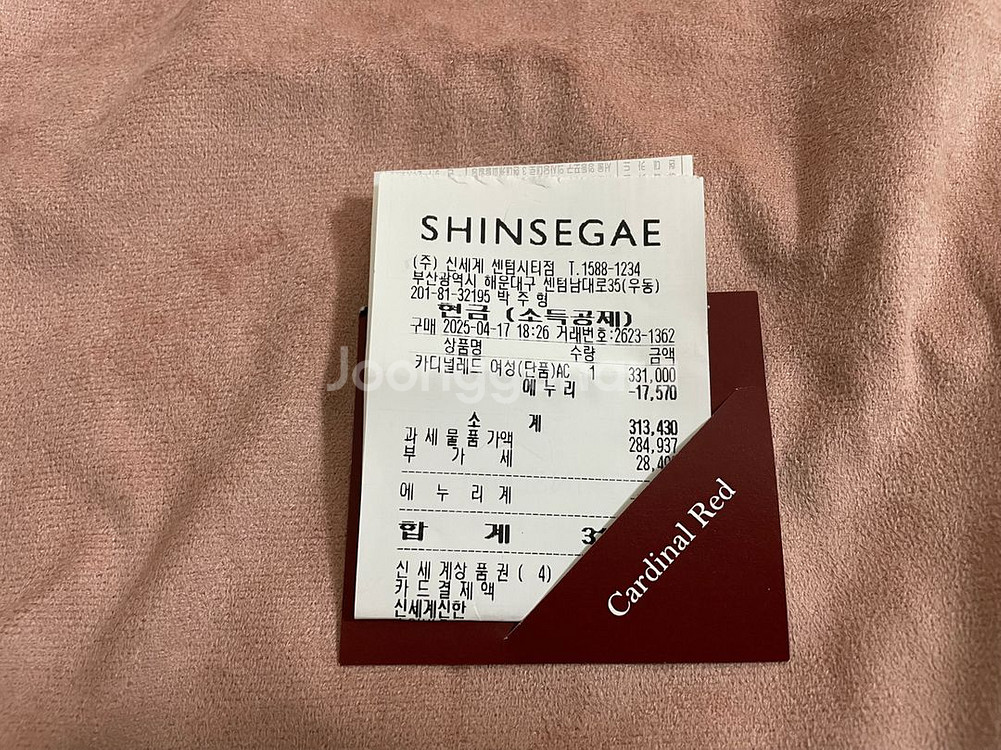 SHINSEGAE
(주) 신세계 센텀시티점 T.1588-1234
부산광역시 해운대구 센텀남대로35(우동)
201-81-32195 박 주 형
현금 (소득공제)
구매 2025-04-17 18:26 거래번호:2623-1362
상품명 수량 금액
카디널레드 여성(단품)AC 1 331,000
에누리 -17,570
소 계 313,430
과세물품가액 284,937
부 가 세 28,49
에 누 리 계
합 계 3
신세계상품권( 4)
카드결제액
신세계신한
Cardinal Red